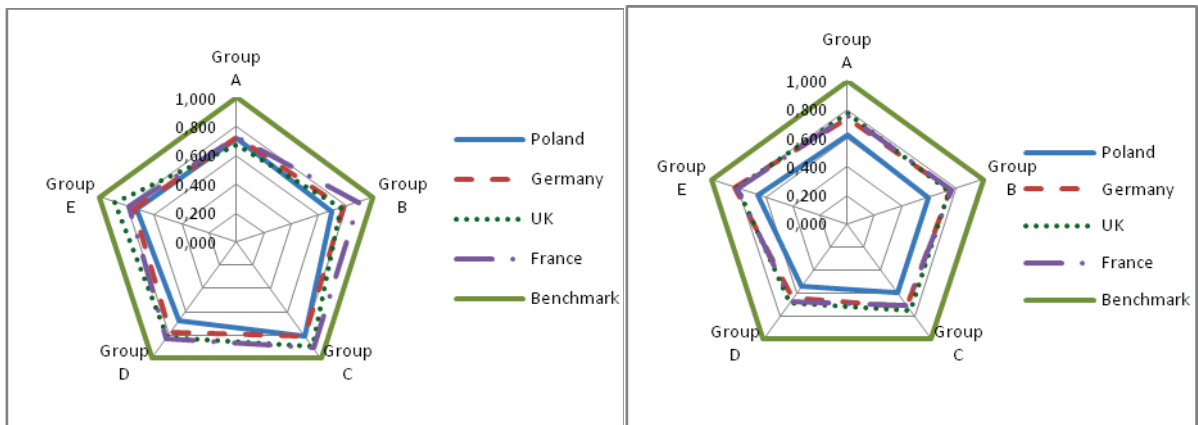 Group
A
1,000
0,800
0,600
0,400
0,200
0,000
Group
B
Group
C
Group
D
Group
E
Poland
Germany
UK
France
Benchmark
Group
A
1,000
0,800
0,600
0,400
0,200
0,000
Group
B
Group
C
Group
D
Group
E
Poland
Germany
UK
France
Benchmark